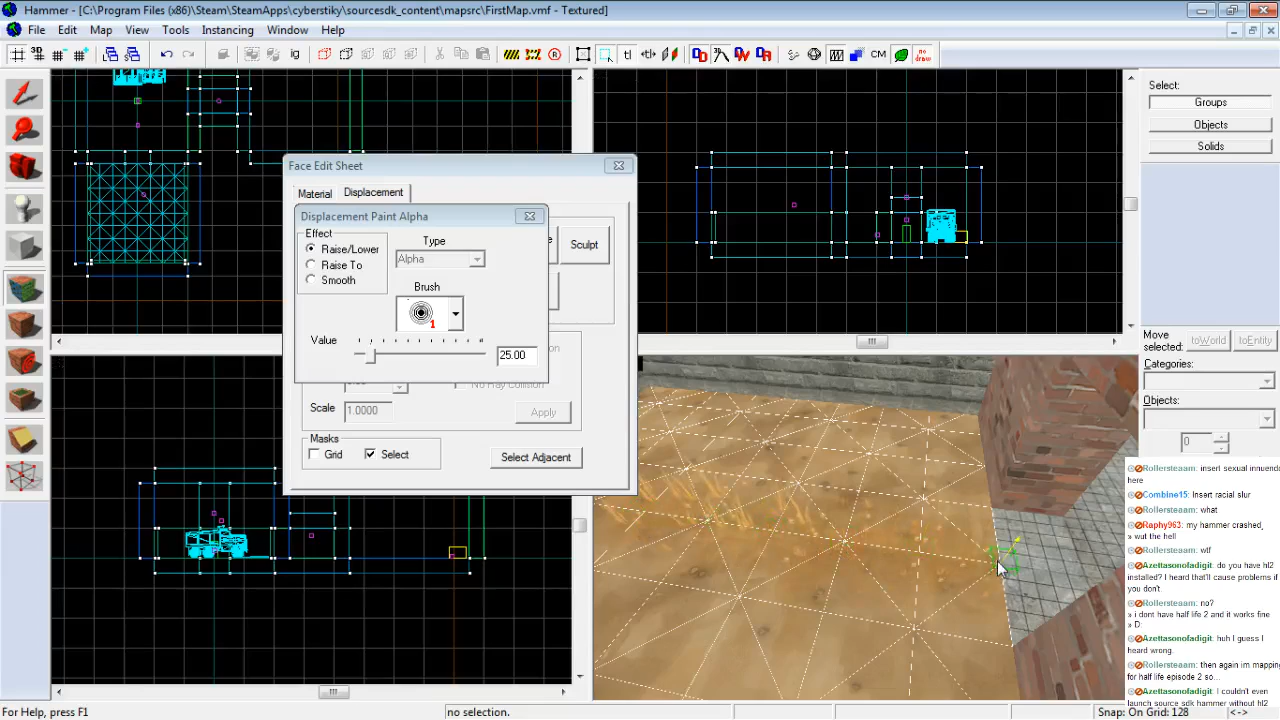 Hammer - [C:\Program Files (x86)\Steam\SteamApps\cyberstiky\sourcesdk_content\mapsrc\FirstMap.vmf - Textured]
File Edit Map View Tools Instancing Window Help
Select:
Groups
Objects
Solids
Face Edit Sheet
Material Displacement
Displacement Paint Alpha
Effect
Raise/Lower
Raise To
Smooth
Type
Alpha
Brush
1
Value
25.00
Sculpt
No Ray Collision
Scale 1.0000
Apply
Masks
Grid Select
Select Adjacent
Move
selected: toWorld toEntity
Categories:
Objects:
0
Rollersteaam: insert sexual innuendo
here
Combine15: Insert racial slur
Rollersteaam: what
Raphy963: my hammer crashed,
» wut the hell
Rollersteaam: wtf
Azettasonofadigit: do you have hl2
installed? I heard that'll cause problems if
you don't.
Rollersteaam: no?
» i dont have half life 2 and it works fine
» D:
Azettasonofadigit: huh I guess I
heard wrong.
Rollersteaam: then again im mapping
for half life episode 2 so...
Azettasonofadigit: I couldn't even
launch source sdk hammer without hl2
For Help, press F1
no selection.
Snap: On Grid: 128
<->